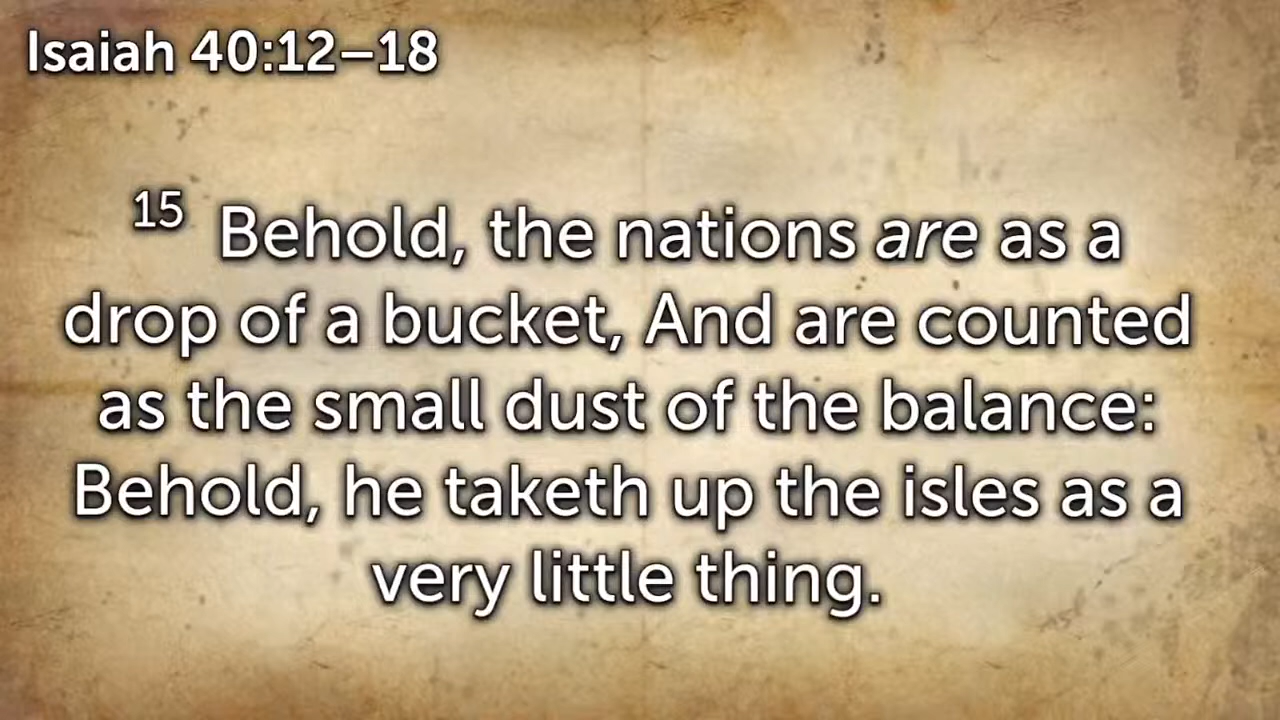 Isaiah 40:12–18
15 Behold, the nations are as a
drop of a bucket, And are counted
as the small dust of the balance:
Behold, he taketh up the isles as a
very little thing.